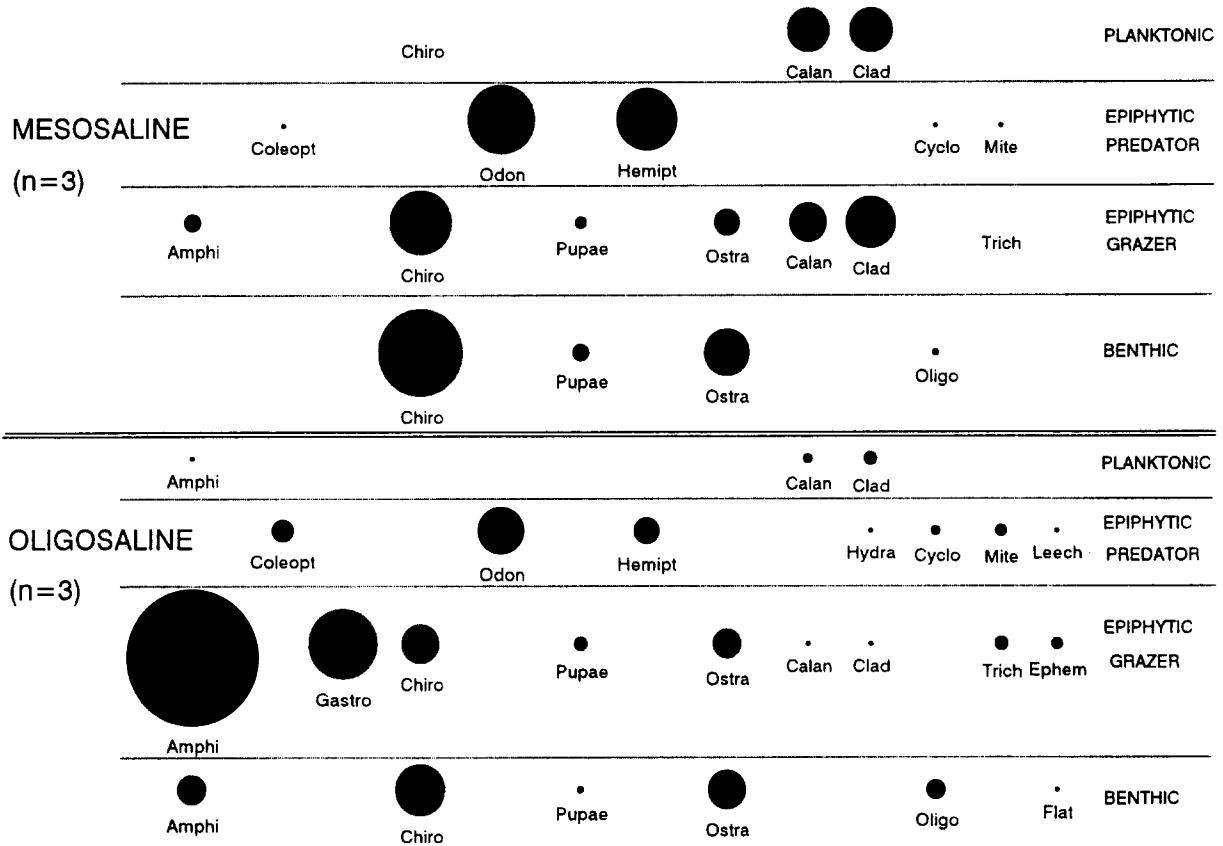 Chiro
PLANKTONIC
Calan Clad
MESOSALINE
(n=3)
EPIPHYTIC
PREDATOR
Coleopt
Odon
Hemipt
Cyclo Mite
EPIPHYTIC
GRAZER
Amphi
Chiro
Pupae
Ostra
Calan
Clad
Trich
BENTHIC
Chiro
Pupae
Ostra
Oligo
PLANKTONIC
Amphi
Calan
Clad
OLIGOSALINE
(n=3)
EPIPHYTIC
PREDATOR
Coleopt
Odon
Hemipt
Hydra Cyclo Mite Leech
EPIPHYTIC
GRAZER
Amphi
Gastro
Chiro
Pupae
Ostra
Calan Clad
Trich Ephem
BENTHIC
Amphi
Chiro
Pupae
Ostra
Oligo
Flat